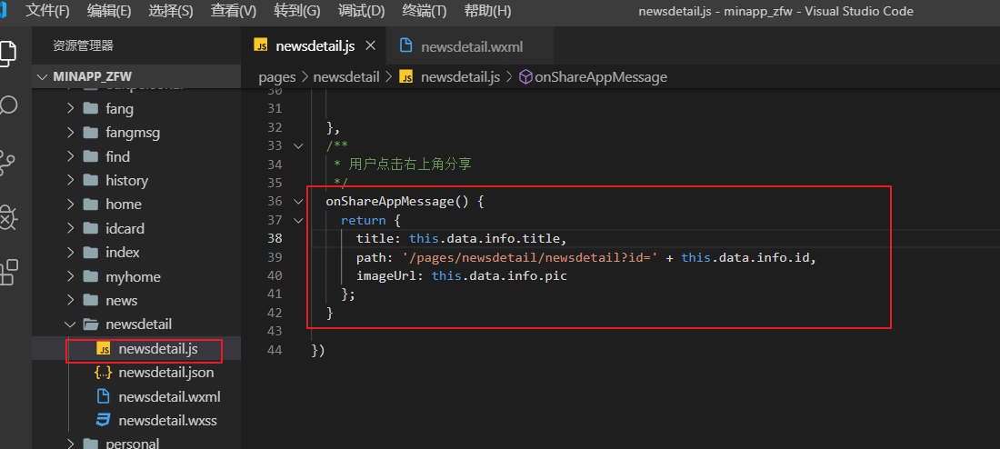 文件(F) 编辑(E) 选择(S) 查看(V) 转到(G) 调试(D) 终端(T) 帮助(H) newsdetail.js - minapp_zfw - Visual Studio Code
资源管理器
JS newsdetail.js newsdetail.wxml
MINAPP_ZFW
pages > newsdetail > JS newsdetail.js > onShareAppMessage
fang
fangmsg
find
history
home
idcard
index
myhome
news
newsdetail
JS newsdetail.js
{..} newsdetail.json
newsdetail.wxml
newsdetail.wxss
personal
30
31
32 },
33 /**
34 * 用户点击右上角分享
35 */
36 onShareAppMessage() {
37 return {
38 title: this.data.info.title,
39 path: '/pages/newsdetail/newsdetail?id=' + this.data.info.id,
40 imageUrl: this.data.info.pic
41 };
42 }
43
44 })